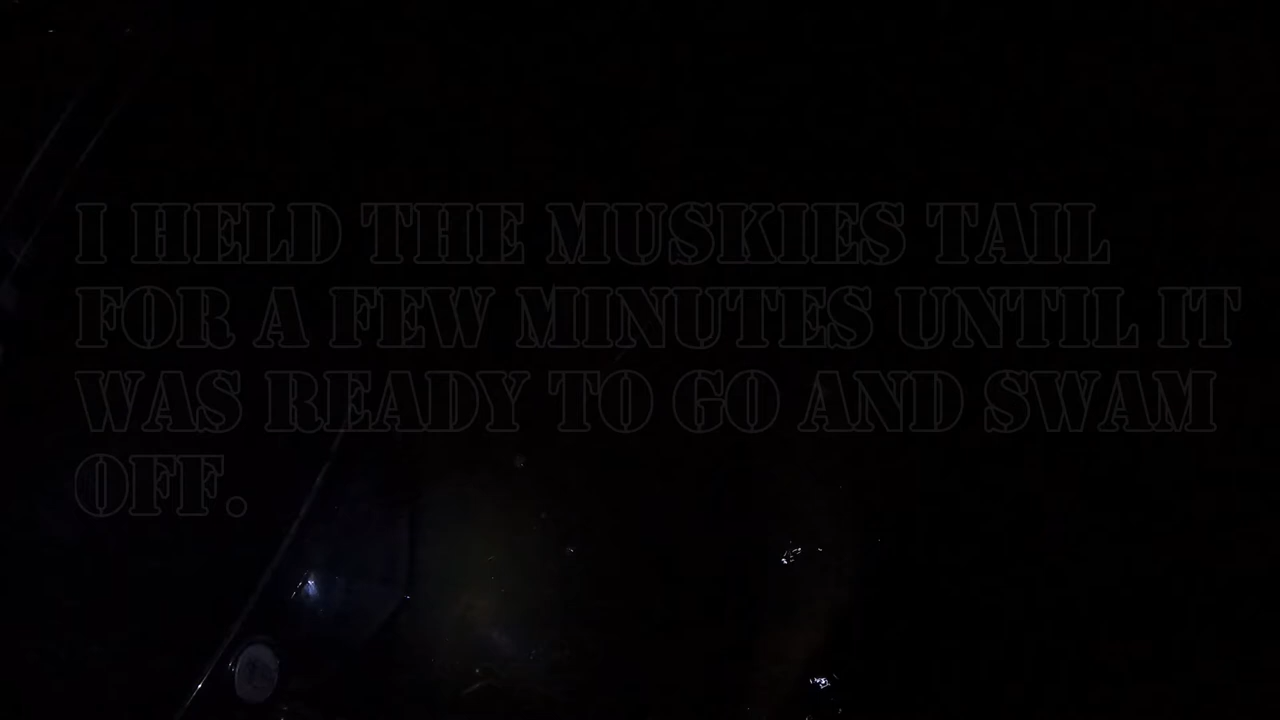 I HELD THE MUSKIES TAIL
FOR A FEW MINUTES UNTIL IT
WAS READY TO GO AND SWAM
OFF.